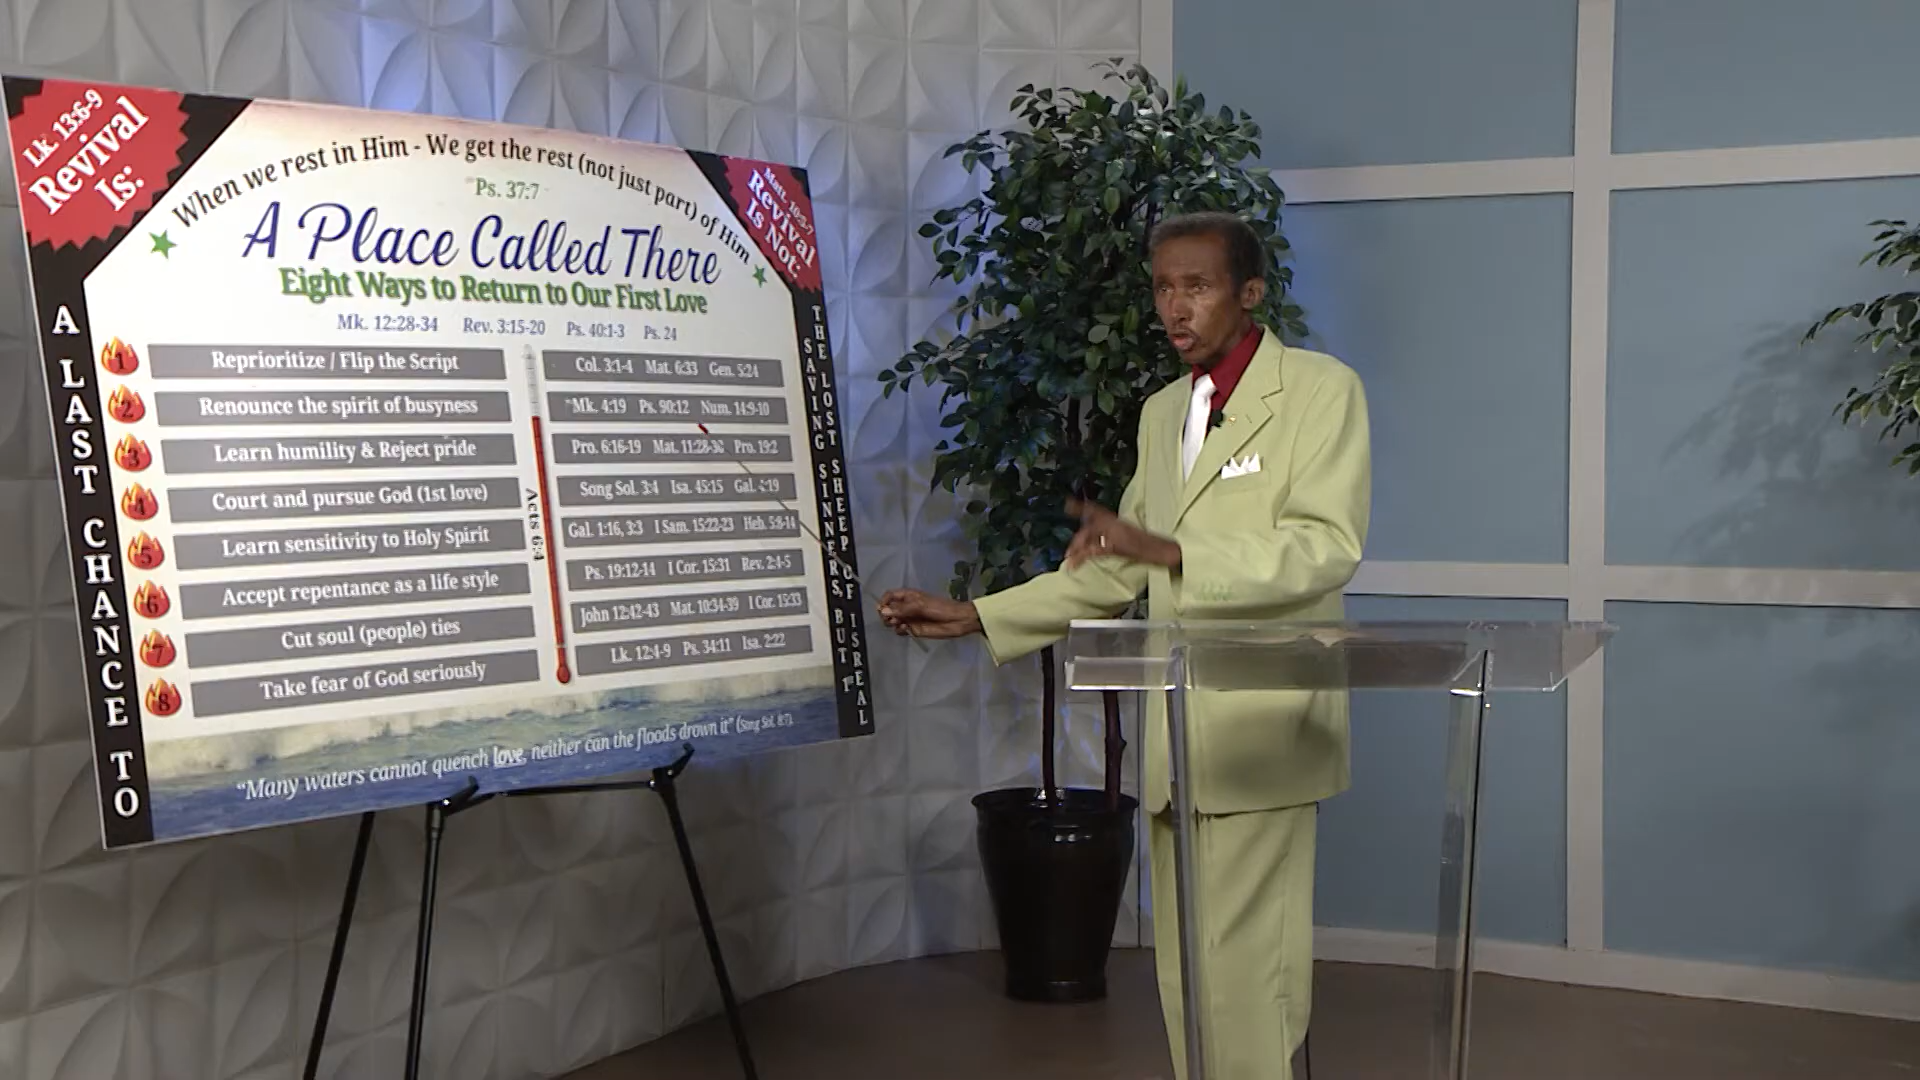 Lk. 13:6-9
Revival
Is:
When we rest in Him - We get the rest (not just part) of Him
Ps. 37:7
Revival
Is Not:
A Place Called There
Eight Ways to Return to Our First Love
Mk. 12:28-34 Rev. 3:15-20 Ps. 40:1-3 Ps. 24
1 Reprioritize / Flip the Script Col. 3:1-4 Mat. 6:33 Gen. 5:24
2 Renounce the spirit of busyness "Mk. 4:19 Ps. 90:12 Num. 14:9-10
3 Learn humility & Reject pride Pro. 6:16-19 Mat. 11:28-30 Pro. 19:2
4 Court and pursue God (1st love) Song Sol. 3:4 Isa. 45:15 Gal. 4:19
5 Learn sensitivity to Holy Spirit Gal. 1:16, 3:3 I Sam. 15:22-23 Heb. 5:8-14
6 Accept repentance as a life style Ps. 19:12-14 I Cor. 15:31 Rev. 2:4-5
7 Cut soul (people) ties John 12:42-43 Mat. 10:34-39 I Cor. 15:33
8 Take fear of God seriously Lk. 12:4-9 Ps. 34:11 Isa. 2:22
Acts 6:4
"Many waters cannot quench love, neither can the floods drown it" (Song Sol. 8:7).
A LAST CHANCE TO
SAVING SINNERS, BUT 1st
THE LOST SHEEP OF ISREAL